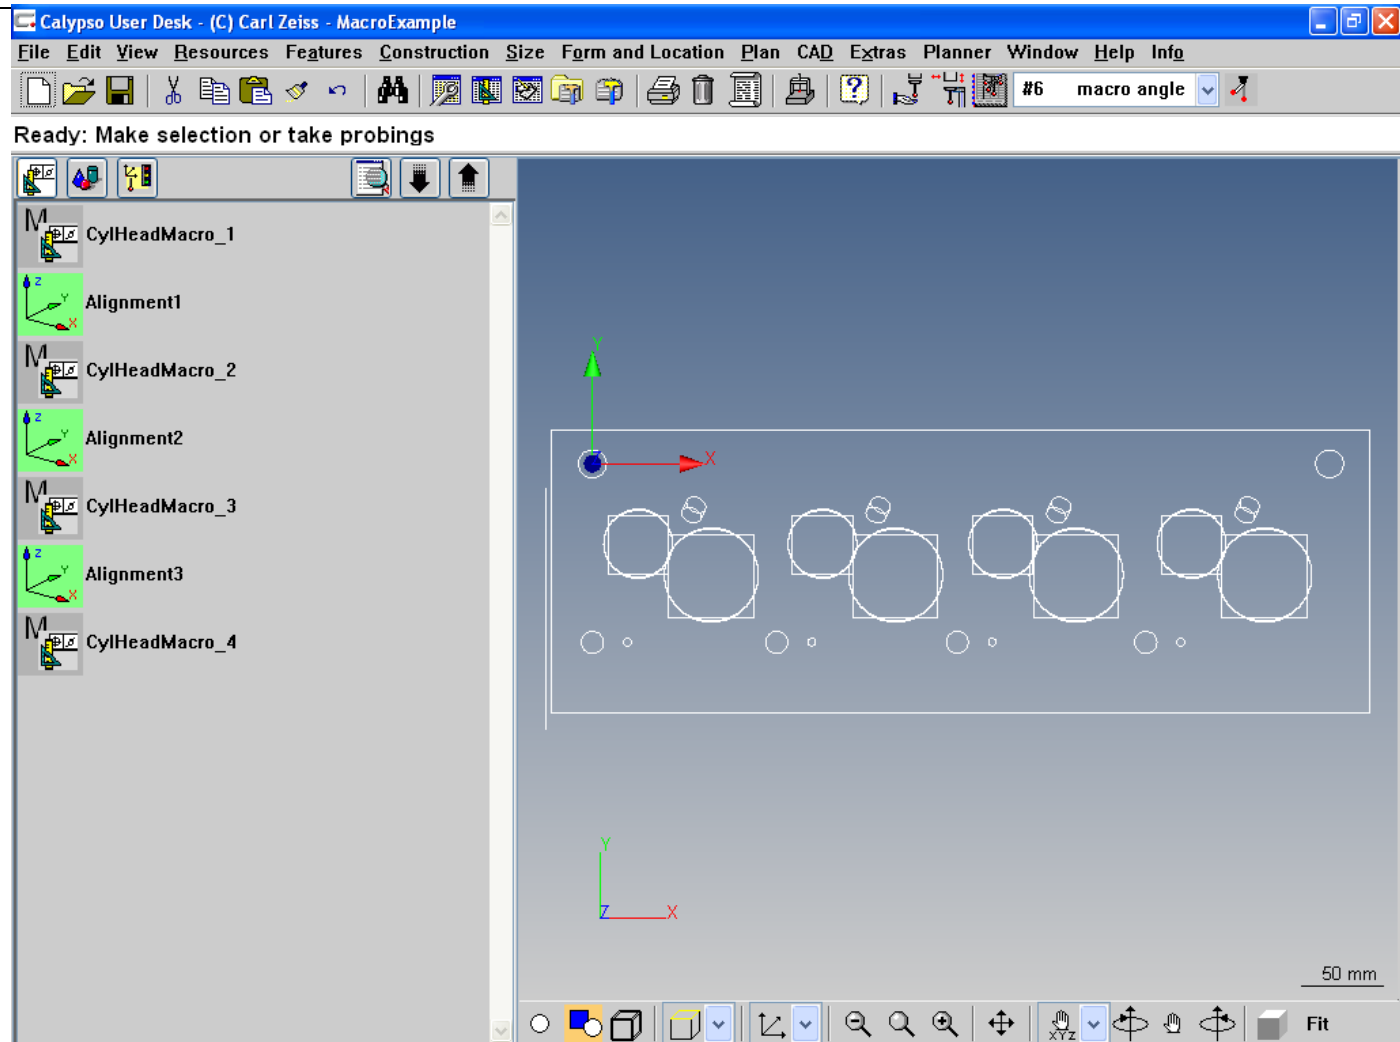 Calypso User Desk - (C) Carl Zeiss - MacroExample
File Edit View Resources Features Construction Size Form and Location Plan CAD Extras Planner Window Help Info
#6 macro angle
Ready: Make selection or take probings
M CylHeadMacro_1
Z Y X Alignment1
M CylHeadMacro_2
Z Y X Alignment2
M CylHeadMacro_3
Z Y X Alignment3
M CylHeadMacro_4
Y
X
Y
Z X
50 mm
XYZ
Fit